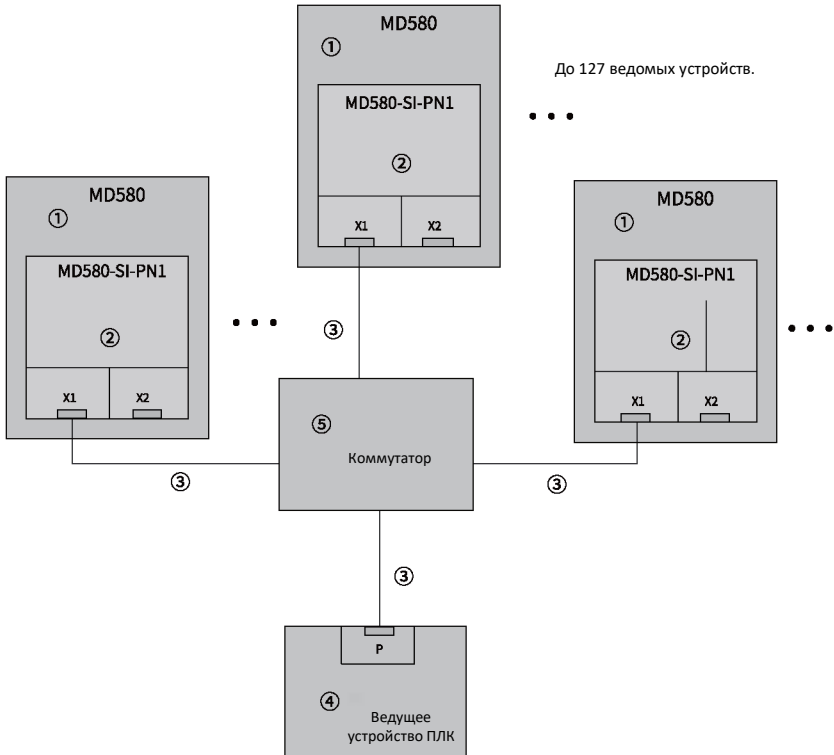 MD580
①
До 127 ведомых устройств.
MD580-SI-PN1
②
X1
X2
MD580
①
MD580-SI-PN1
②
X1
X2
MD580
①
MD580-SI-PN1
②
X1
X2
③
⑤
Коммутатор
③
③
③
P
④
Ведущее
устройство ПЛК